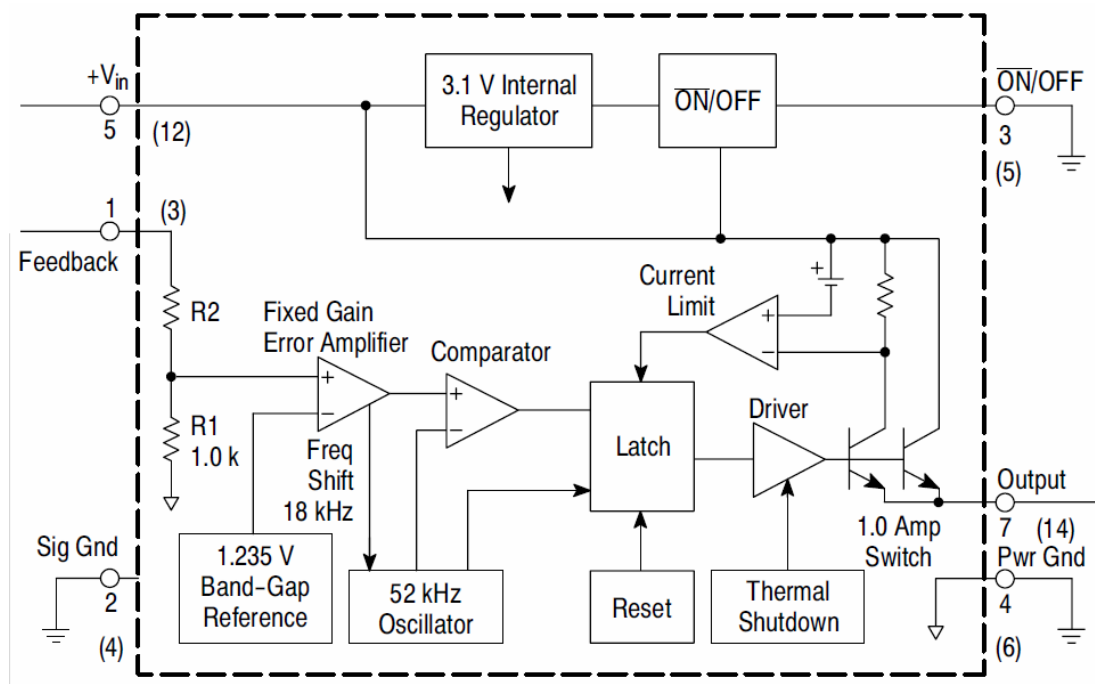 +Vin
5
(12)
3.1 V Internal
Regulator
ON/OFF
ON/OFF
3
(5)
1
(3)
Feedback
R2
Fixed Gain
Error Amplifier
Comparator
Current
Limit
+
+
−
+
−
+
−
R1
1.0 k
Freq
Shift
18 kHz
Latch
Driver
Output
7
(14)
1.0 Amp
Switch
Sig Gnd
2
(4)
1.235 V
Band-Gap
Reference
52 kHz
Oscillator
Reset
Thermal
Shutdown
Pwr Gnd
4
(6)